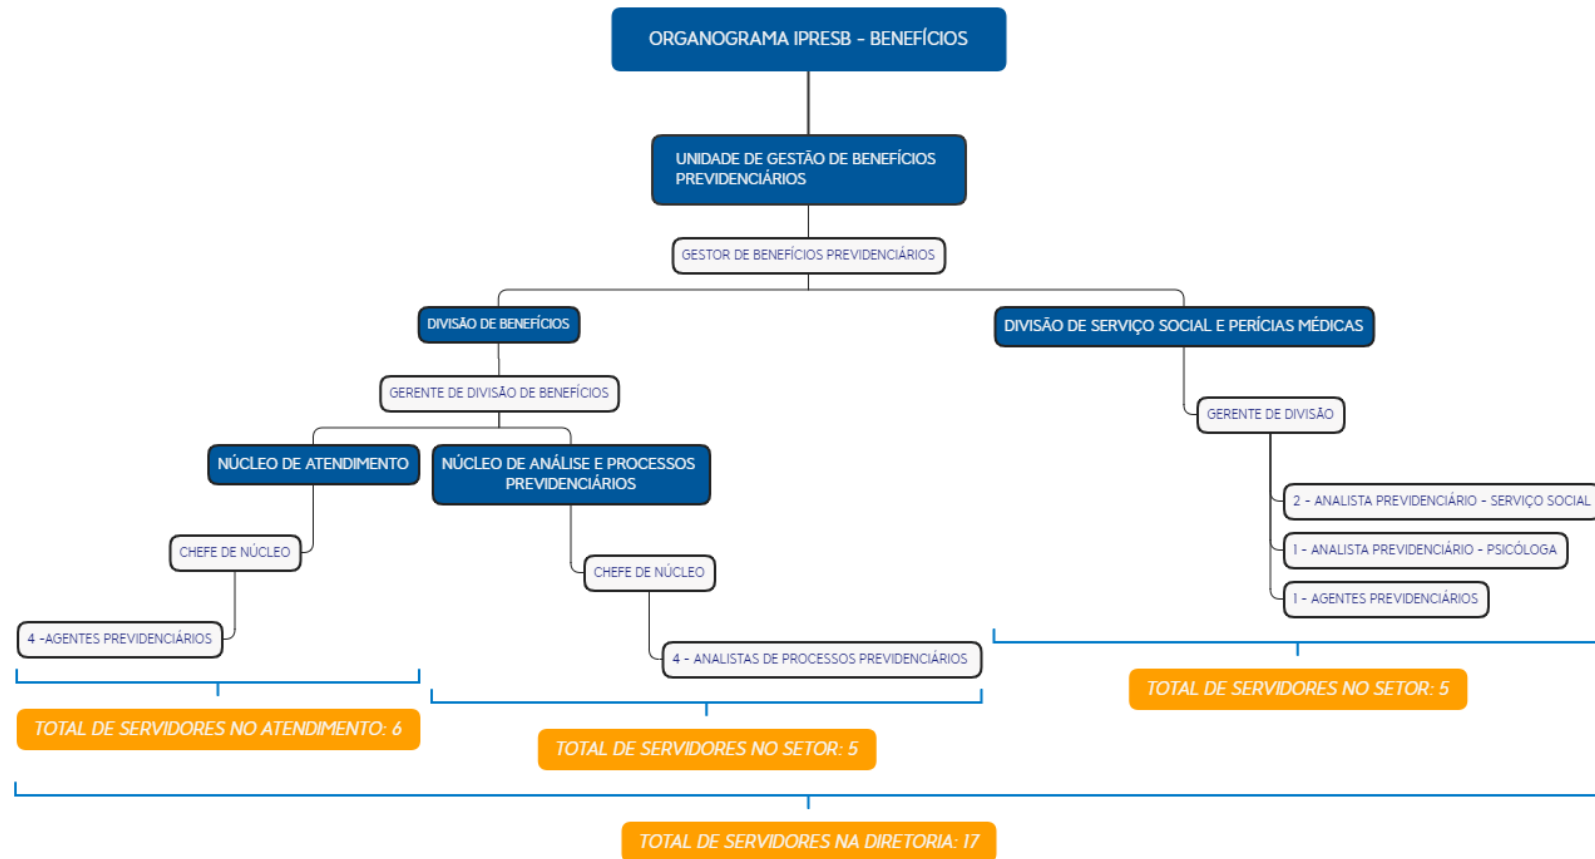 ORGANOGRAMA IPRESB - BENEFÍCIOS
UNIDADE DE GESTÃO DE BENEFÍCIOS
PREVIDENCIÁRIOS
GESTOR DE BENEFÍCIOS PREVIDENCIÁRIOS
DIVISÃO DE BENEFÍCIOS
DIVISÃO DE SERVIÇO SOCIAL E PERÍCIAS MÉDICAS
GERENTE DE DIVISÃO DE BENEFÍCIOS
GERENTE DE DIVISÃO
NÚCLEO DE ATENDIMENTO
NÚCLEO DE ANÁLISE E PROCESSOS
PREVIDENCIÁRIOS
2 - ANALISTA PREVIDENCIÁRIO - SERVIÇO SOCIAL
CHEFE DE NÚCLEO
1 - ANALISTA PREVIDENCIÁRIO - PSICÓLOGA
CHEFE DE NÚCLEO
1 - AGENTES PREVIDENCIÁRIOS
4 -AGENTES PREVIDENCIÁRIOS
4 - ANALISTAS DE PROCESSOS PREVIDENCIÁRIOS
TOTAL DE SERVIDORES NO SETOR: 5
TOTAL DE SERVIDORES NO ATENDIMENTO: 6
TOTAL DE SERVIDORES NO SETOR: 5
TOTAL DE SERVIDORES NA DIRETORIA: 17